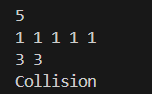 5
1 1 1 1 1
3 3
Collision